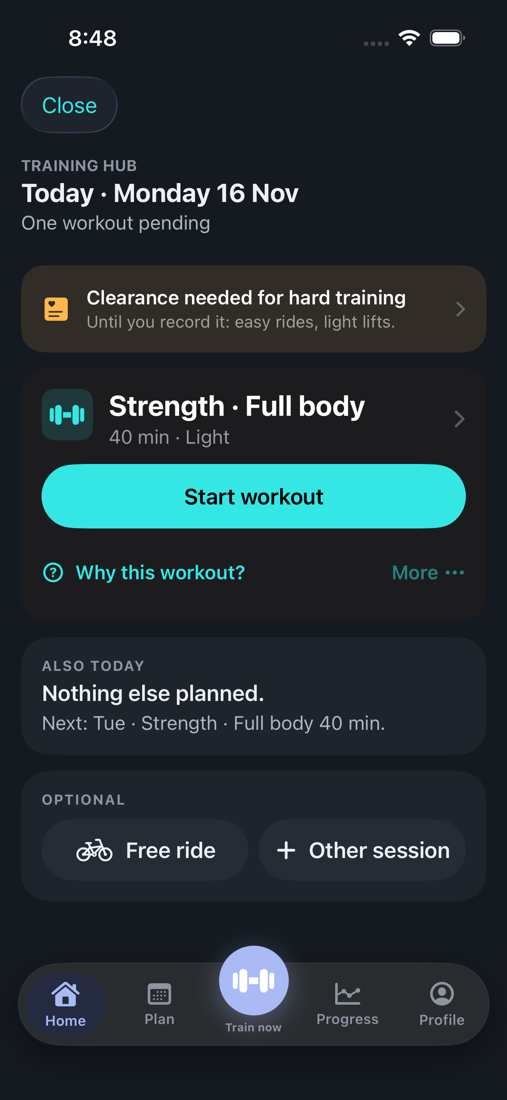 8:48
Close
TRAINING HUB
Today · Monday 16 Nov
One workout pending
Clearance needed for hard training
Until you record it: easy rides, light lifts.
Strength · Full body
40 min · Light
Start workout
Why this workout?
More ···
ALSO TODAY
Nothing else planned.
Next: Tue · Strength · Full body 40 min.
OPTIONAL
Free ride
+ Other session
Home
Plan
Train now
Progress
Profile